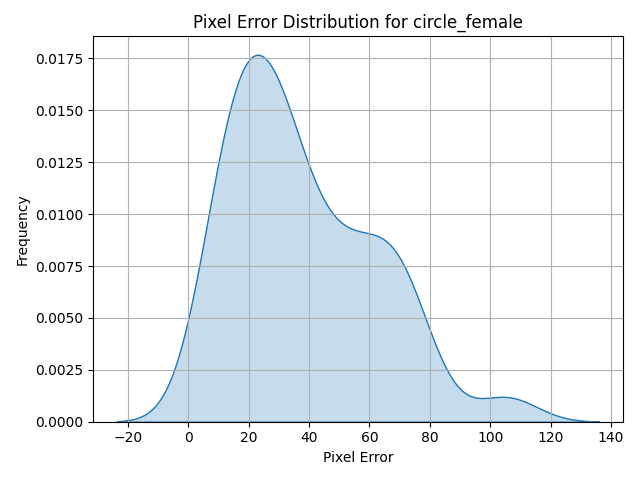 Pixel Error Distribution for circle_female
0.0175
0.0150
0.0125
0.0100
0.0075
0.0050
0.0025
0.0000
Frequency
−20 0 20 40 60 80 100 120 140
Pixel Error